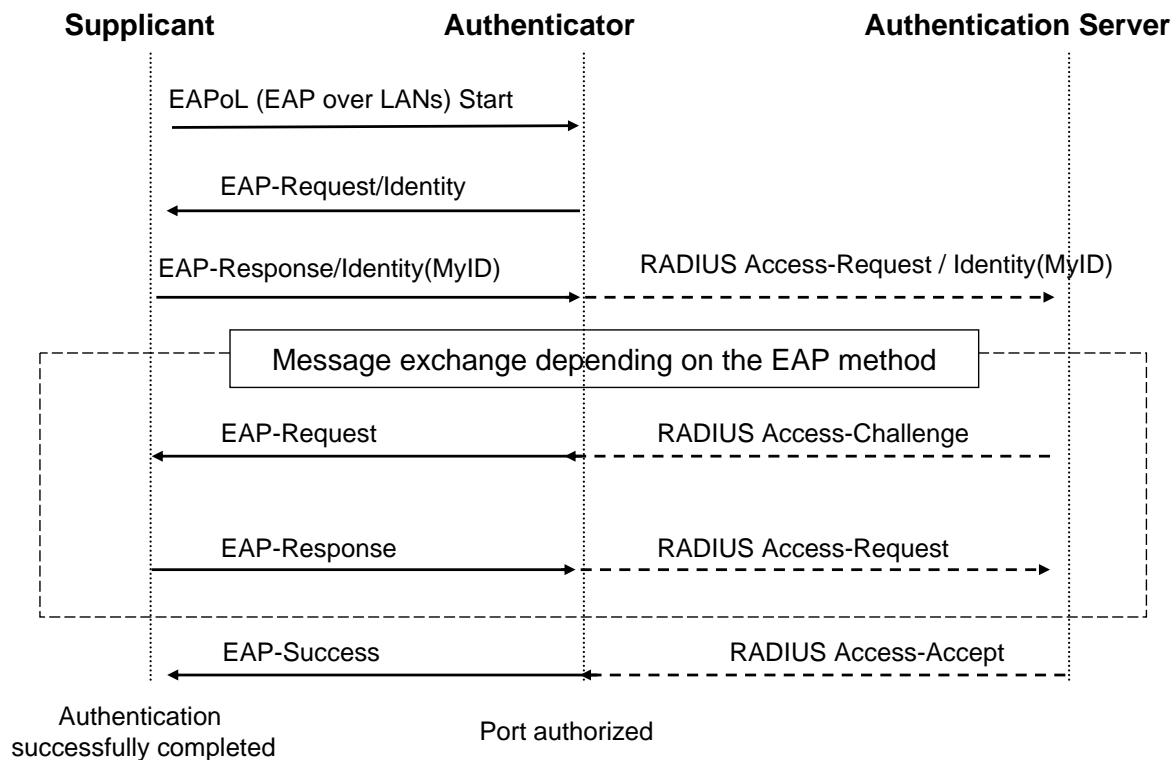 Supplicant
Authenticator
Authentication Server
EAPoL (EAP over LANs) Start
EAP-Request/Identity
EAP-Response/Identity(MyID)
RADIUS Access-Request / Identity(MyID)
Message exchange depending on the EAP method
EAP-Request
RADIUS Access-Challenge
EAP-Response
RADIUS Access-Request
EAP-Success
RADIUS Access-Accept
Authentication
successfully completed
Port authorized